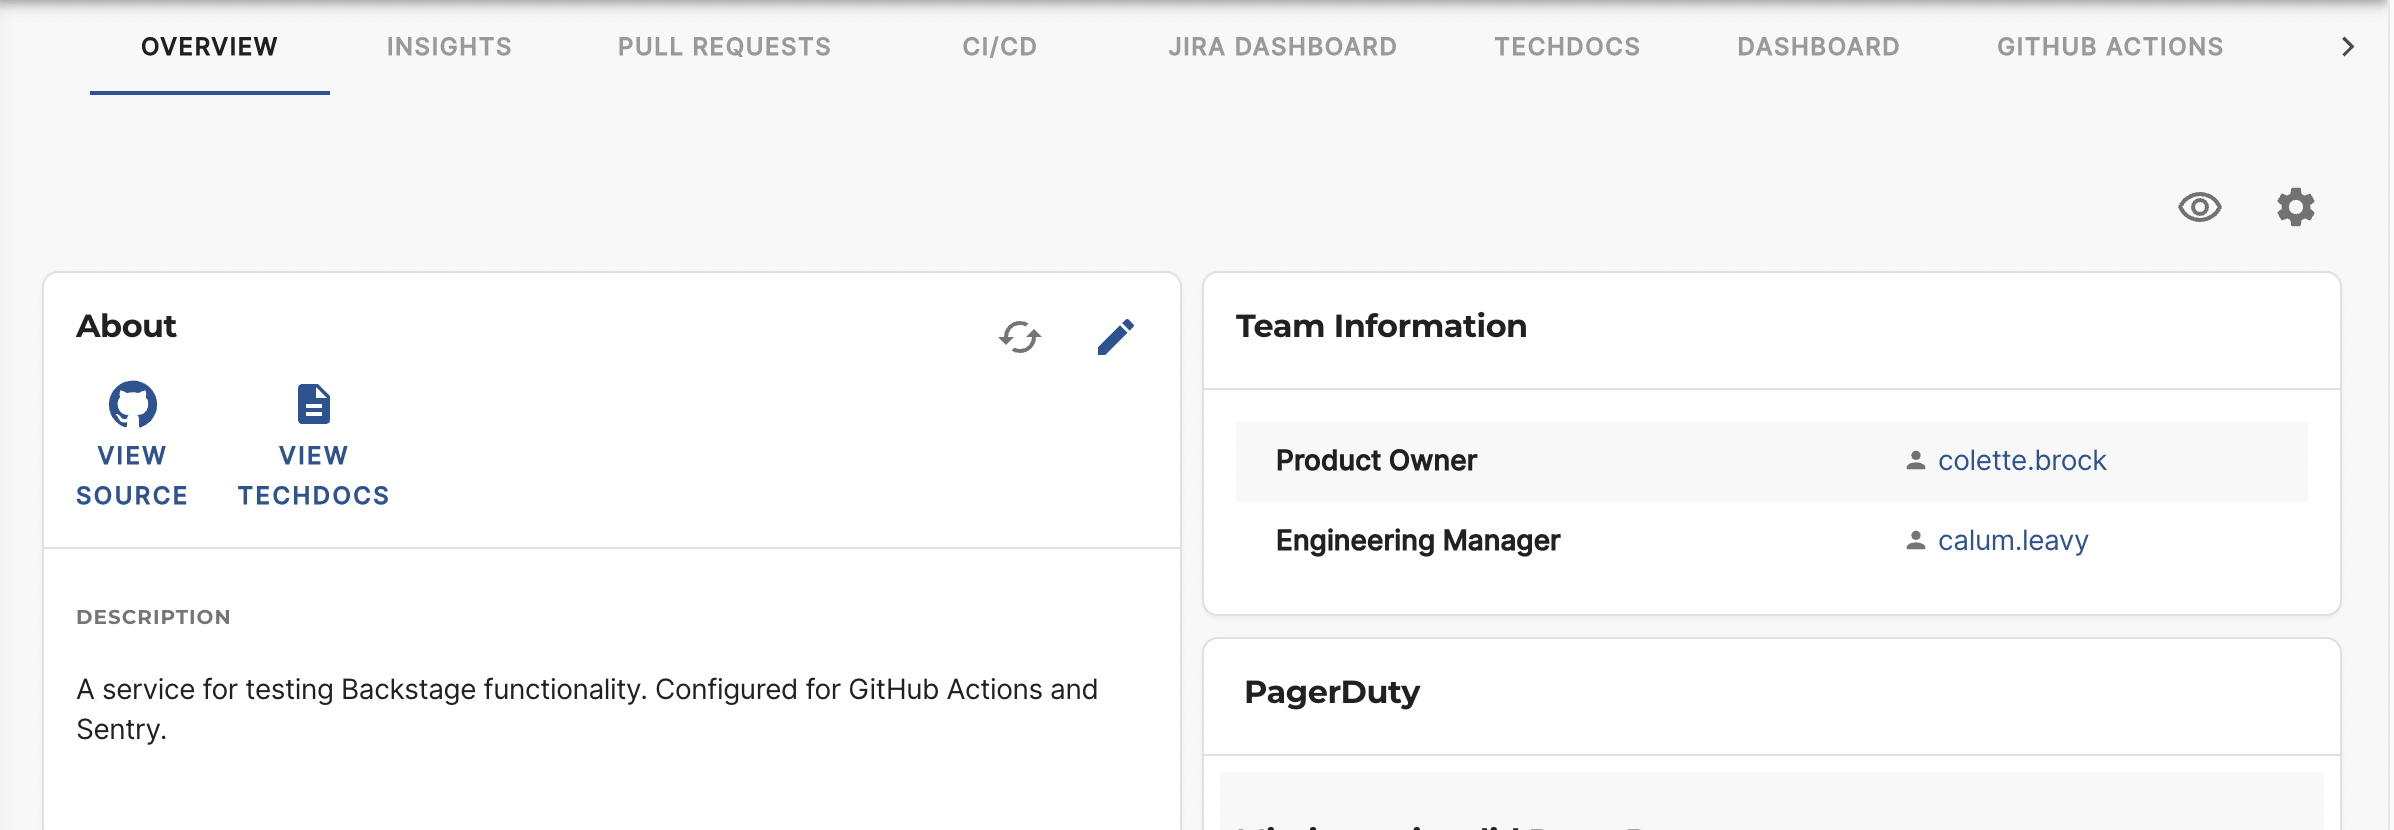 OVERVIEW
INSIGHTS
PULL REQUESTS
CI/CD
JIRA DASHBOARD
TECHDOCS
DASHBOARD
GITHUB ACTIONS
About
VIEW
SOURCE
VIEW
TECHDOCS
DESCRIPTION
A service for testing Backstage functionality. Configured for GitHub Actions and
Sentry.
Team Information
Product Owner
colette.brock
Engineering Manager
calum.leavy
PagerDuty